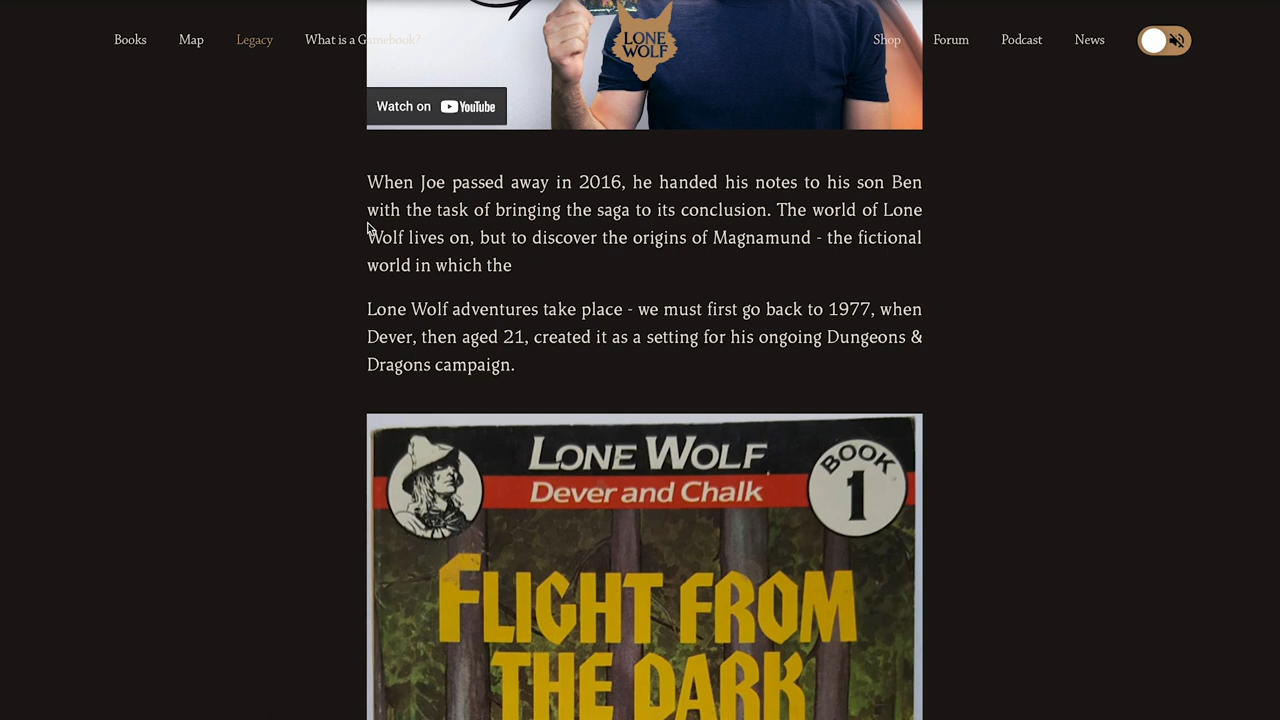 Books Map Legacy What is a Gamebook? LONE WOLF Shop Forum Podcast News
Watch on YouTube
When Joe passed away in 2016, he handed his notes to his son Ben
with the task of bringing the saga to its conclusion. The world of Lone
Wolf lives on, but to discover the origins of Magnamund - the fictional
world in which the
Lone Wolf adventures take place - we must first go back to 1977, when
Dever, then aged 21, created it as a setting for his ongoing Dungeons &
Dragons campaign.
LONE WOLF
Dever and Chalk
BOOK
1
FLIGHT FROM
THE DARK